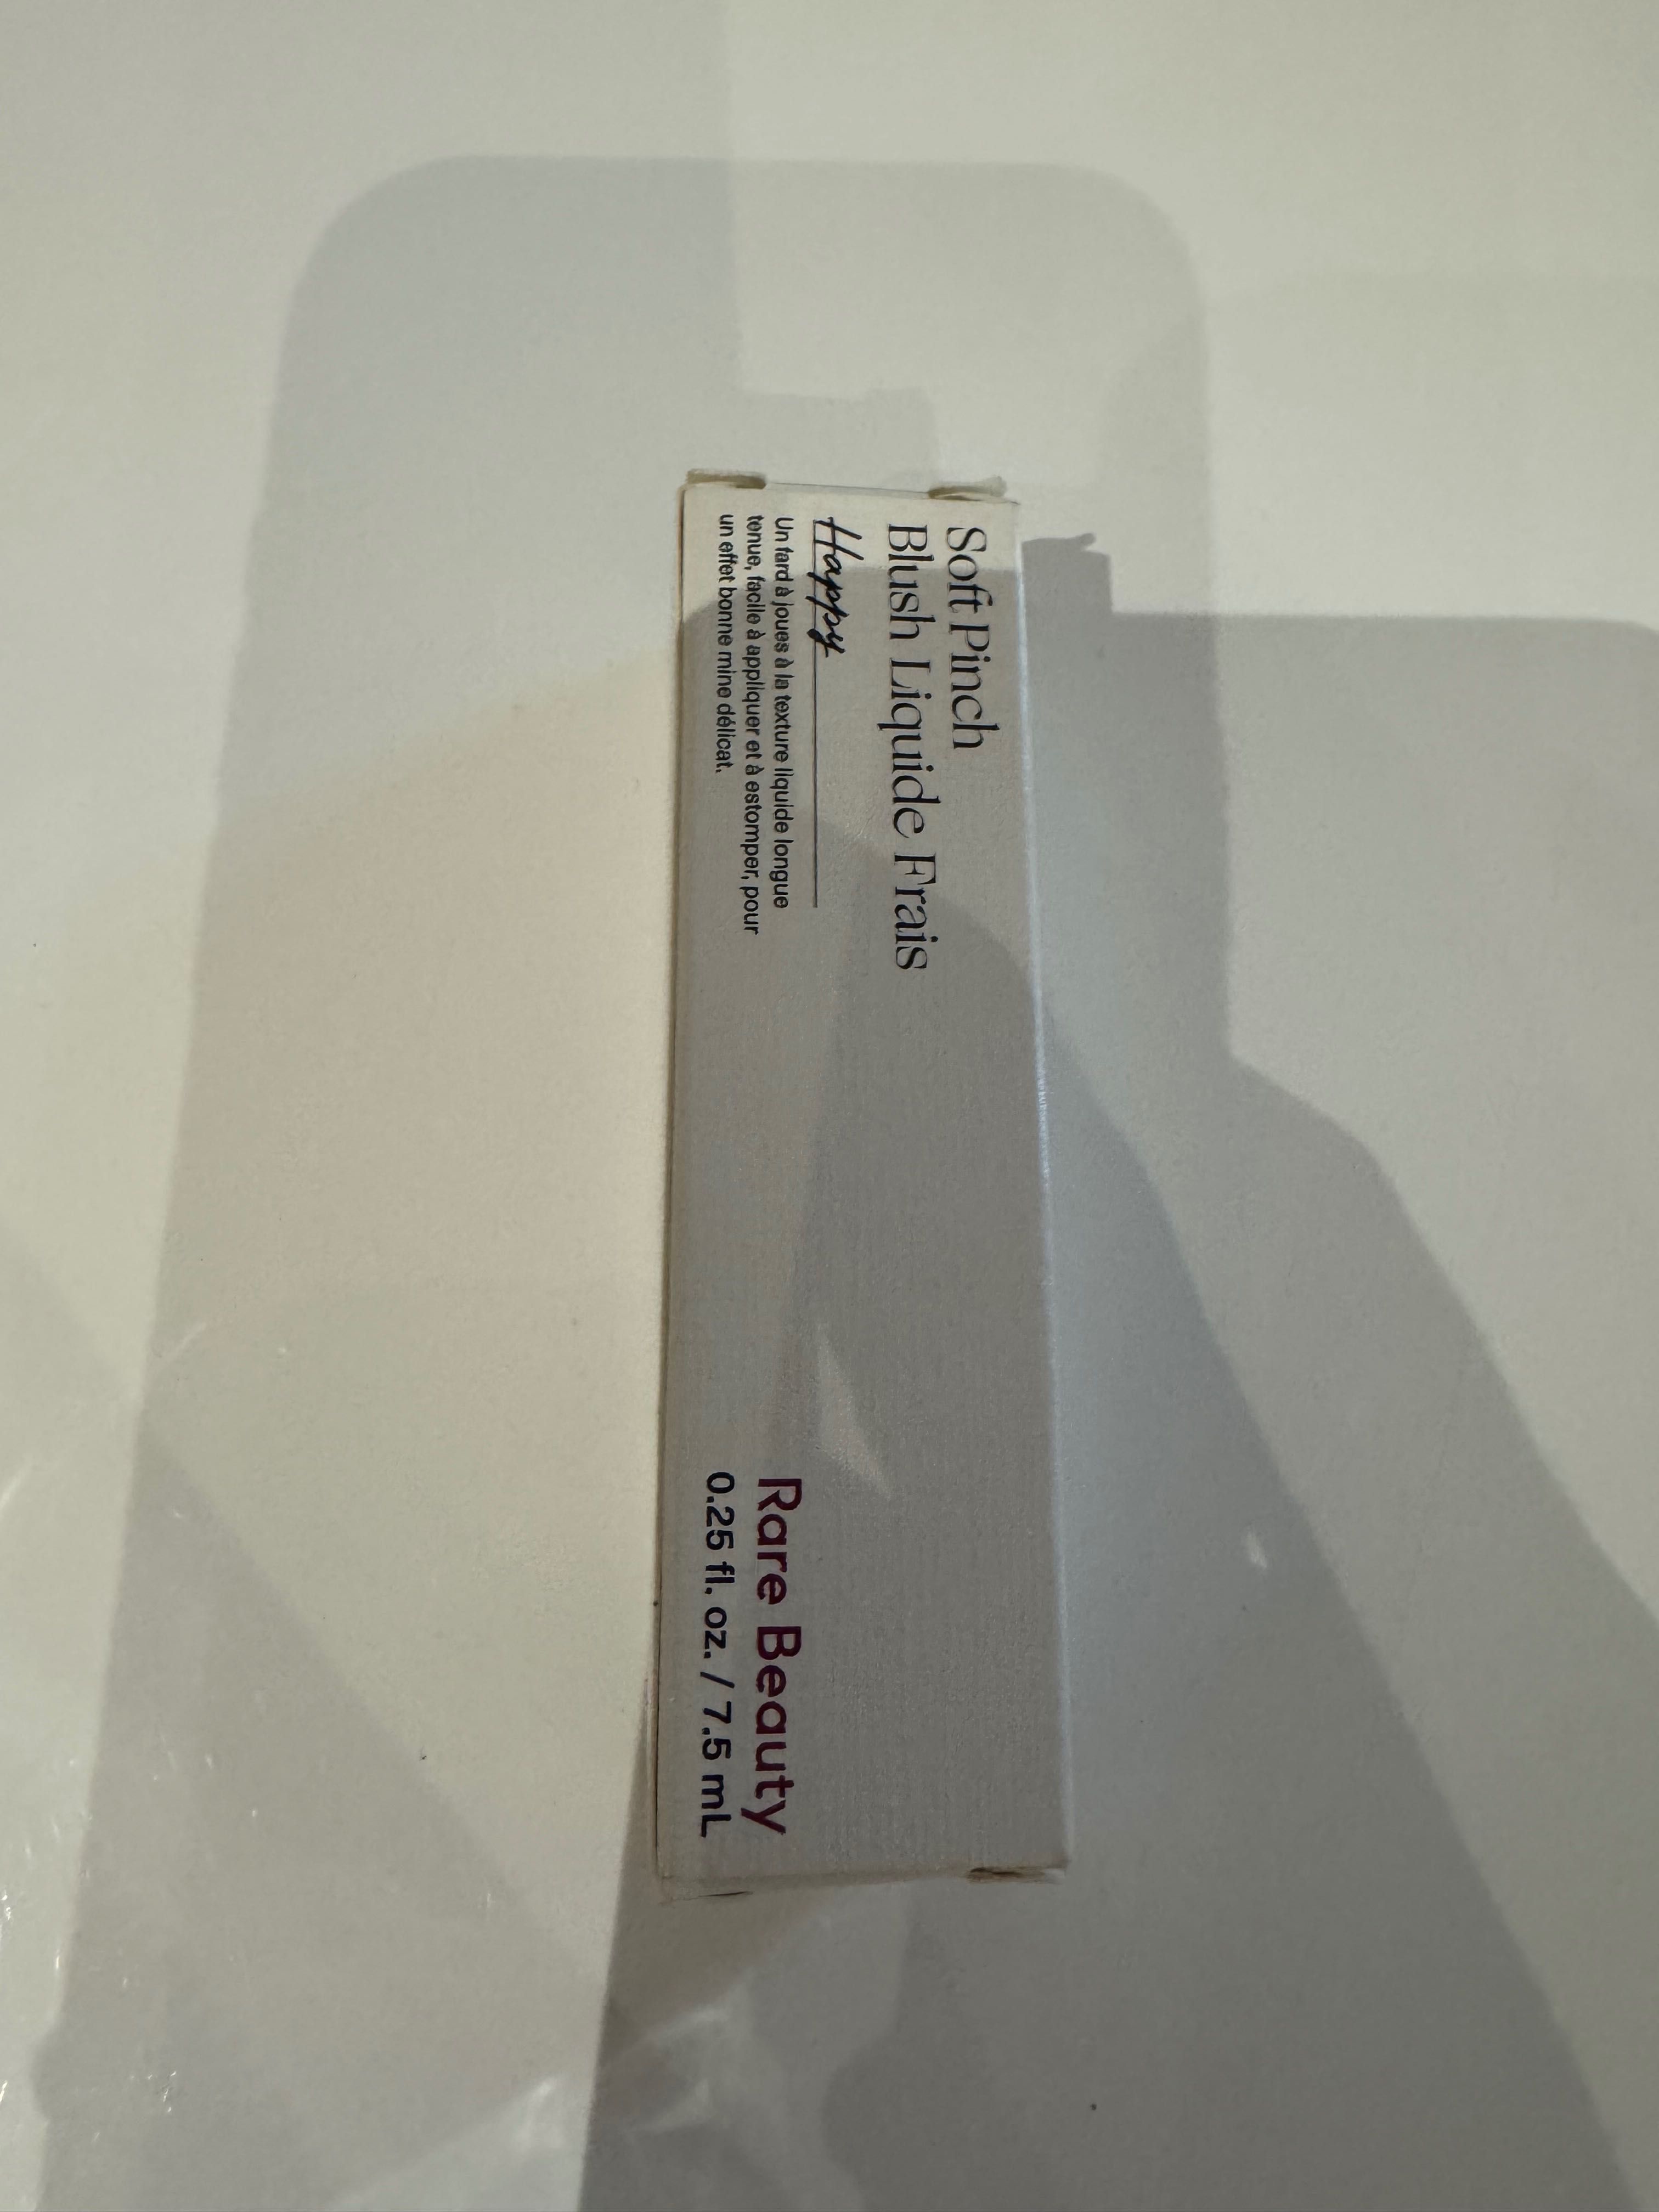 Soft Pinch
Blush Liquide Frais
Happy
Un fard à joues à la texture liquide longue
tenue, facile à appliquer et à estomper, pour
un effet bonne mine délicat.
Rare Beauty
0.25 fl. oz. / 7.5 mL